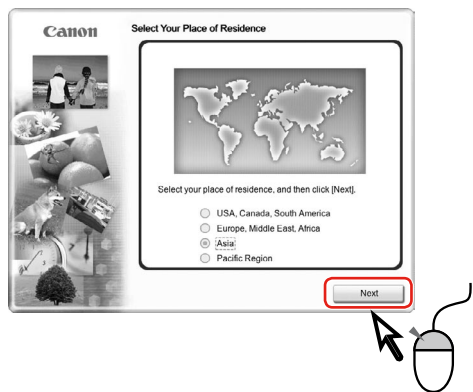 Canon
Select Your Place of Residence
Select your place of residence, and then click [Next].
USA, Canada, South America
Europe, Middle East, Africa
Asia
Pacific Region
Next